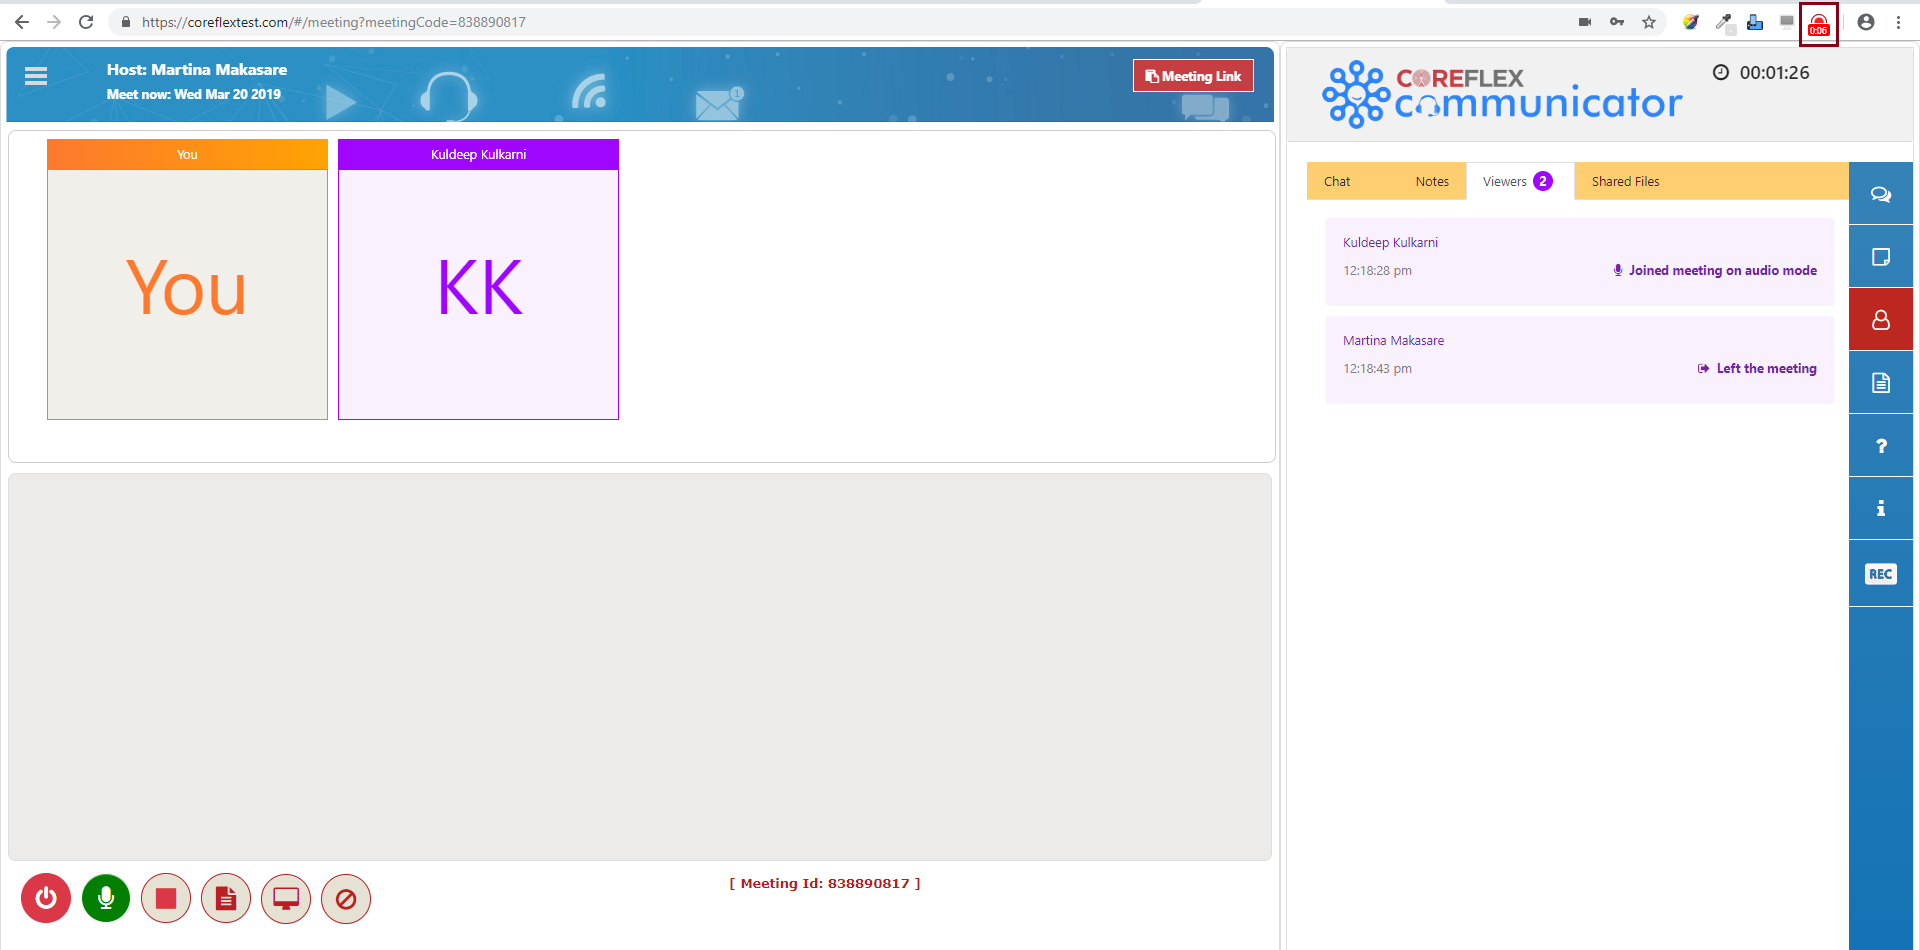 https://coreflextest.com/#/meeting?meetingCode=838890817
0:06
Host: Martina Makasare
Meet now: Wed Mar 20 2019
1
Meeting Link
COREFLEX
communicator
00:01:26
You
Kuldeep Kulkarni
You
KK
Chat
Notes
Viewers 2
Shared Files
Kuldeep Kulkarni
12:18:28 pm
Joined meeting on audio mode
Martina Makasare
12:18:43 pm
Left the meeting
?
i
REC
[ Meeting Id: 838890817 ]